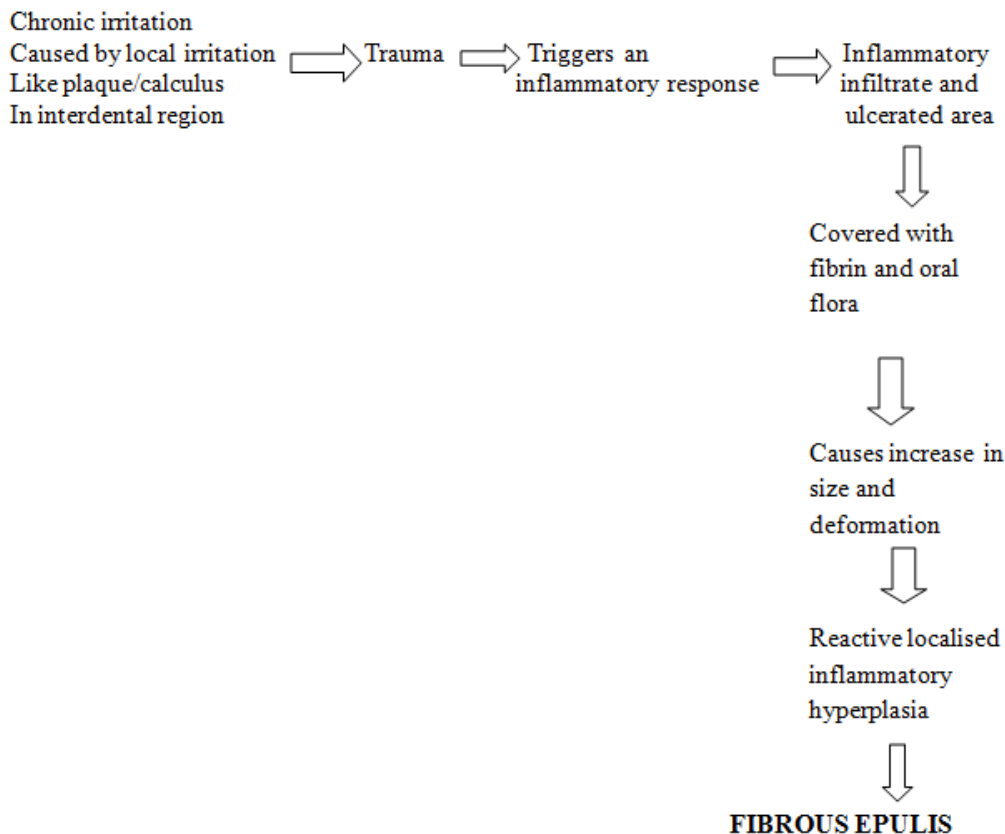 Chronic irritation
Caused by local irritation
Like plaque/calculus
In interdental region
Trauma
Triggers an
inflammatory response
Inflammatory
infiltrate and
ulcerated area
Covered with
fibrin and oral
flora
Causes increase in
size and
deformation
Reactive localised
inflammatory
hyperplasia
FIBROUS EPULIS